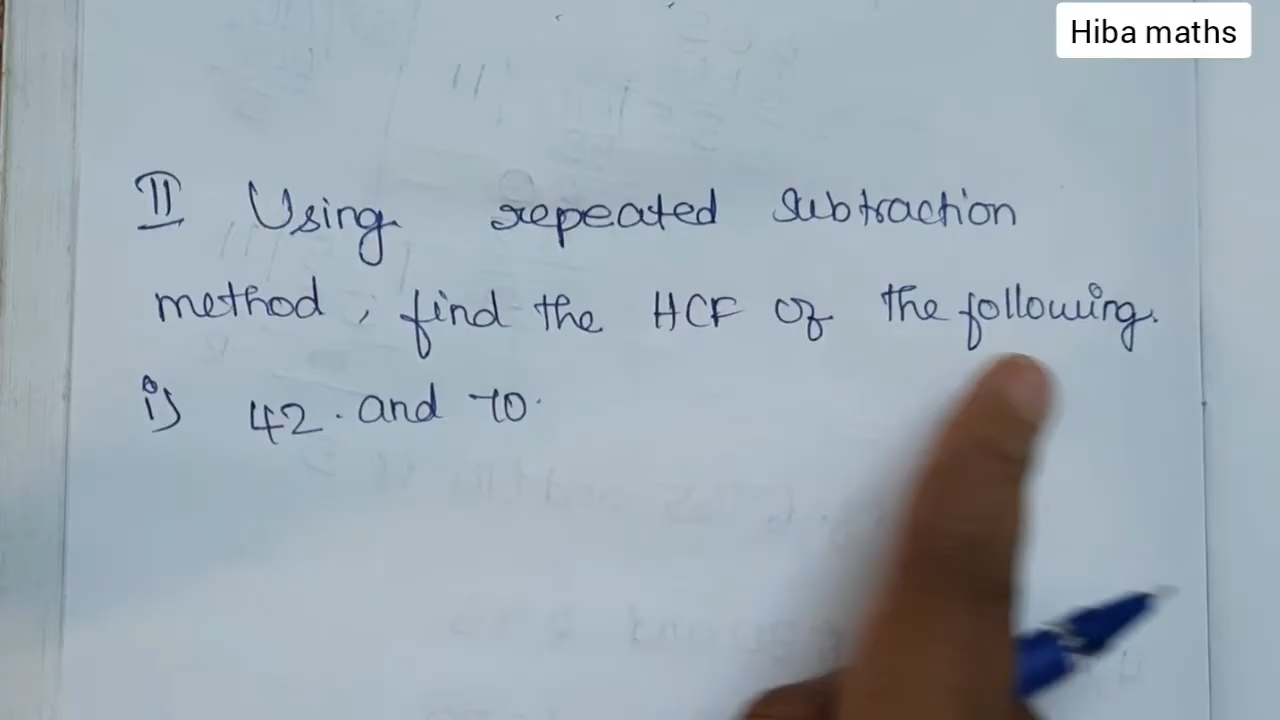 Hiba maths
II Using repeated subtraction
method, find the HCF of the following.
i) 42. and 70.